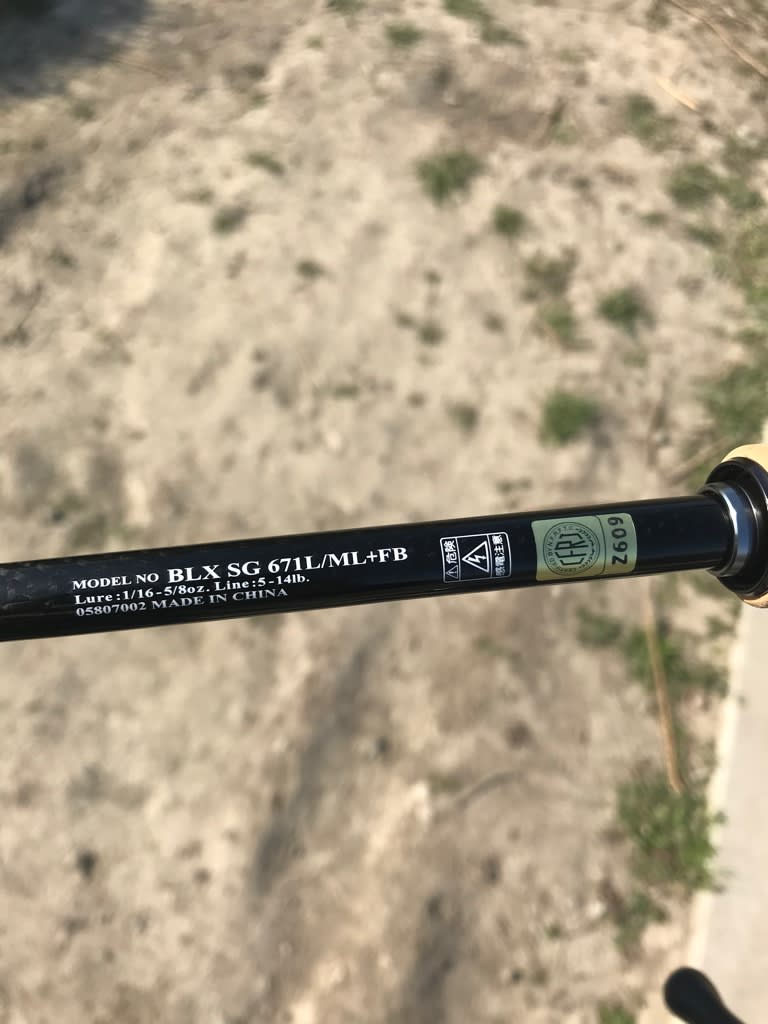 MODEL NO BLX SG 671L/ML+FB
Lure:1/16-5/8oz. Line:5-14lb.
05807002 MADE IN CHINA
危険
感電注意
CFRP
Z609